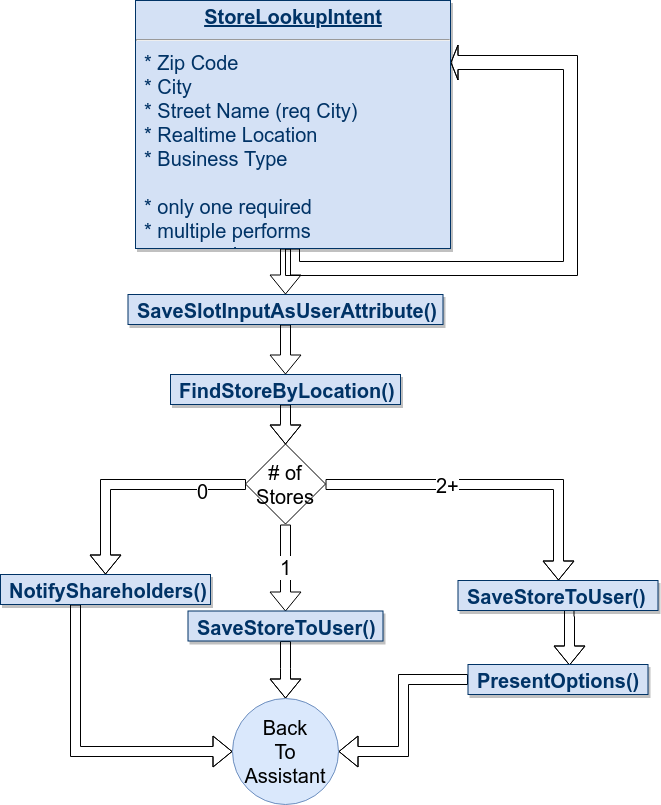 StoreLookupIntent
* Zip Code
* City
* Street Name (req City)
* Realtime Location
* Business Type
* only one required
* multiple performs
SaveSlotInputAsUserAttribute()
FindStoreByLocation()
# of
Stores
0
2+
1
NotifyShareholders()
SaveStoreToUser()
SaveStoreToUser()
PresentOptions()
Back
To
Assistant